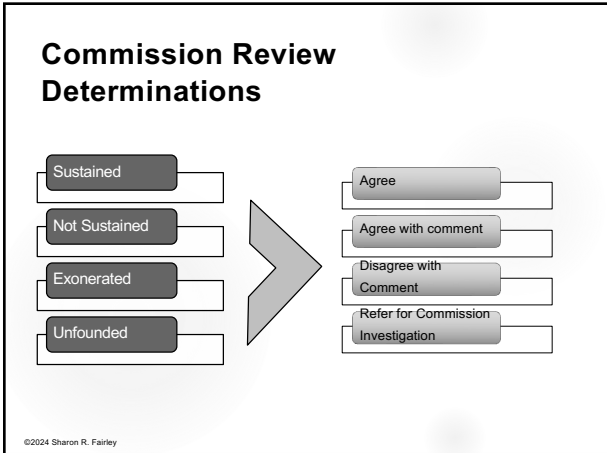 Commission Review
Determinations
Sustained
Not Sustained
Exonerated
Unfounded
Agree
Agree with comment
Disagree with
Comment
Refer for Commission
Investigation
©2024 Sharon R. Fairley